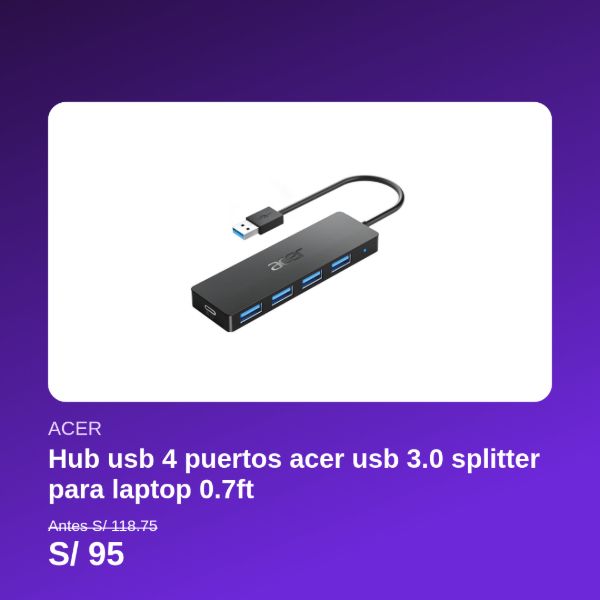 acer
ACER
Hub usb 4 puertos acer usb 3.0 splitter
para laptop 0.7ft
Antes S/ 118.75
S/ 95